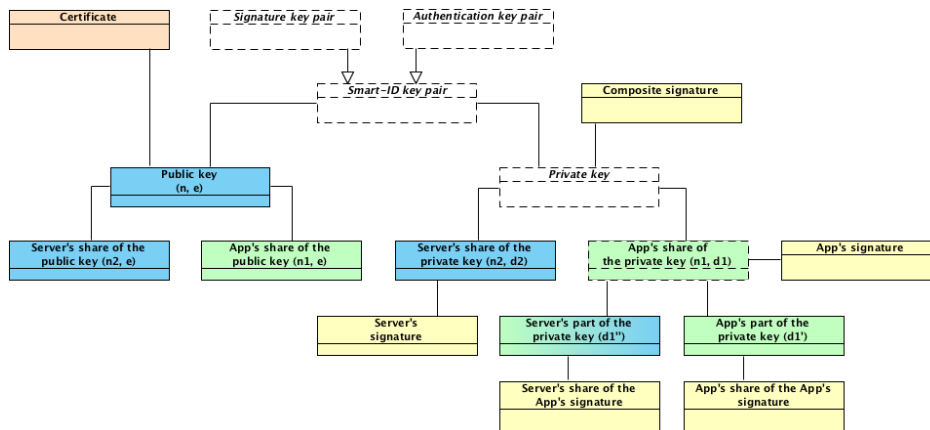 Certificate
Signature key pair
Authentication key pair
Smart-ID key pair
Composite signature
Public key
(n, e)
Private key
Server's share of the
public key (n2, e)
App's share of the
public key (n1, e)
Server's share of the
private key (n2, d2)
App's share of
the private key (n1, d1)
App's signature
Server's
signature
Server's part of the
private key (d1'')
App's part of the
private key (d1')
Server's share of the
App's signature
App's share of the App's
signature